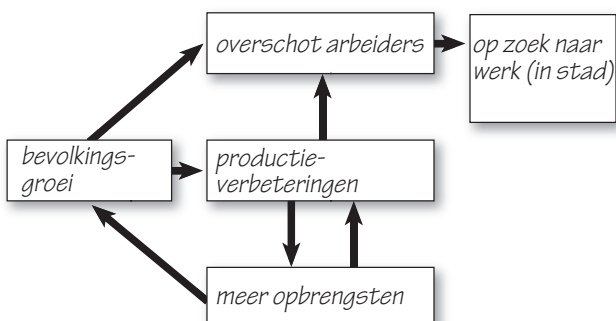 overschot arbeiders
op zoek naar
werk (in stad)
bevolkings-
groei
productie-
verbeteringen
meer opbrengsten